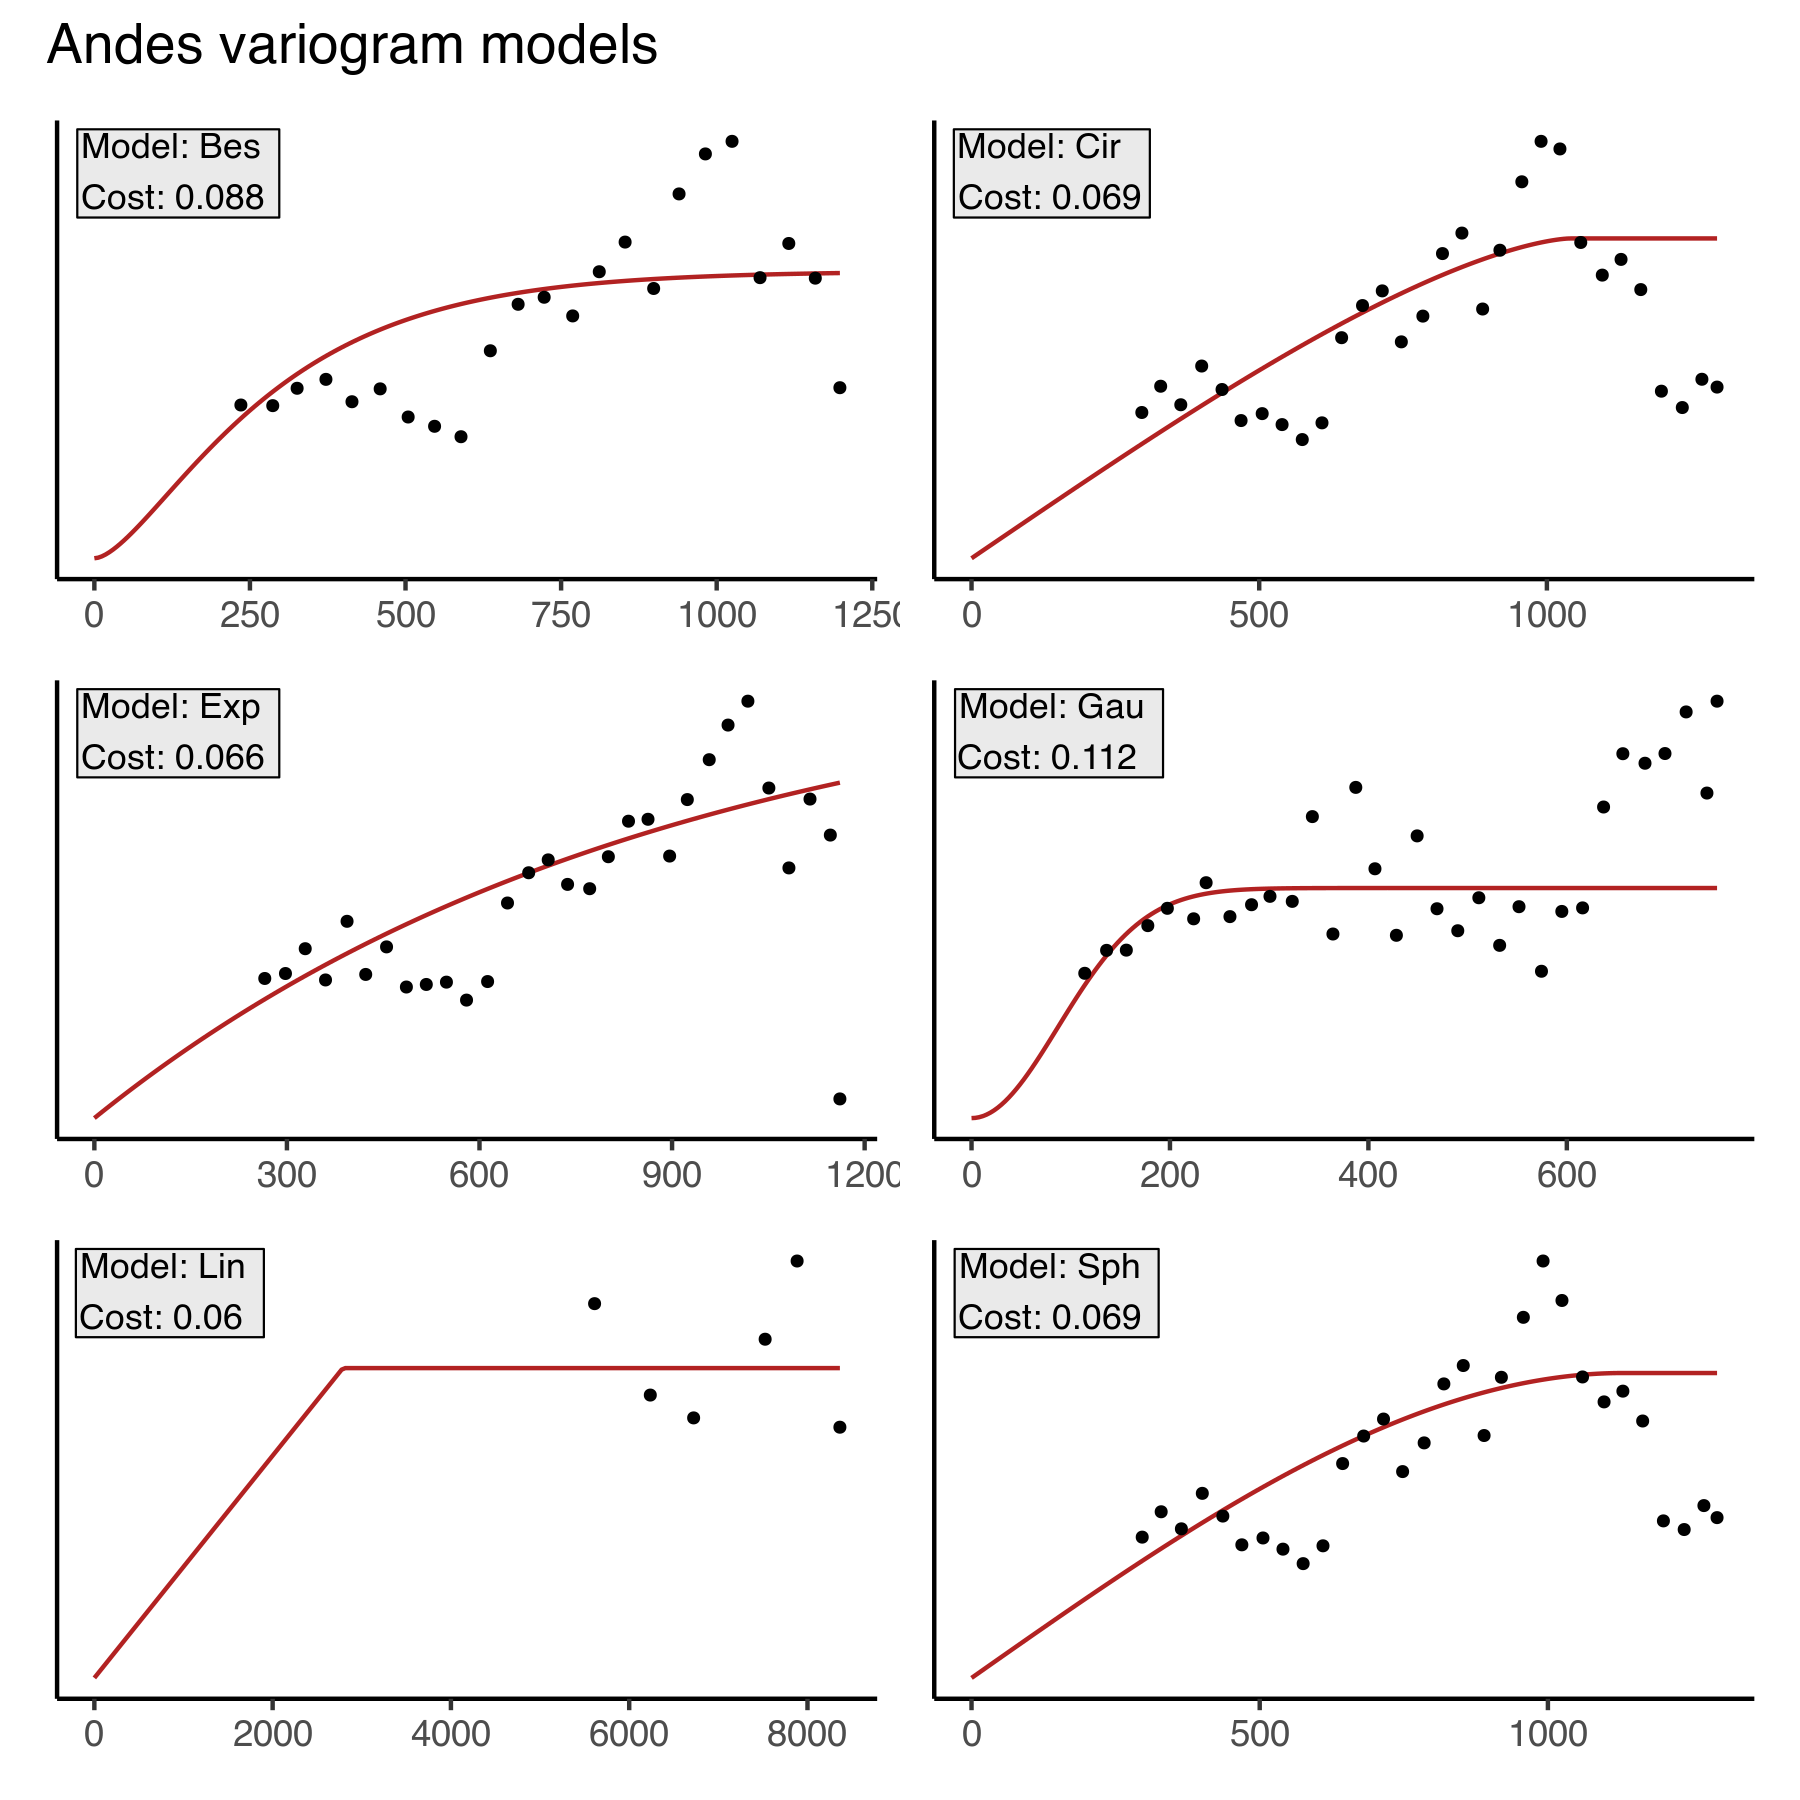 Andes variogram models
Model: Bes
Cost: 0.088
0 250 500 750 1000 1250
Model: Cir
Cost: 0.069
0 500 1000
Model: Exp
Cost: 0.066
0 300 600 900 1200
Model: Gau
Cost: 0.112
0 200 400 600
Model: Lin
Cost: 0.06
0 2000 4000 6000 8000
Model: Sph
Cost: 0.069
0 500 1000